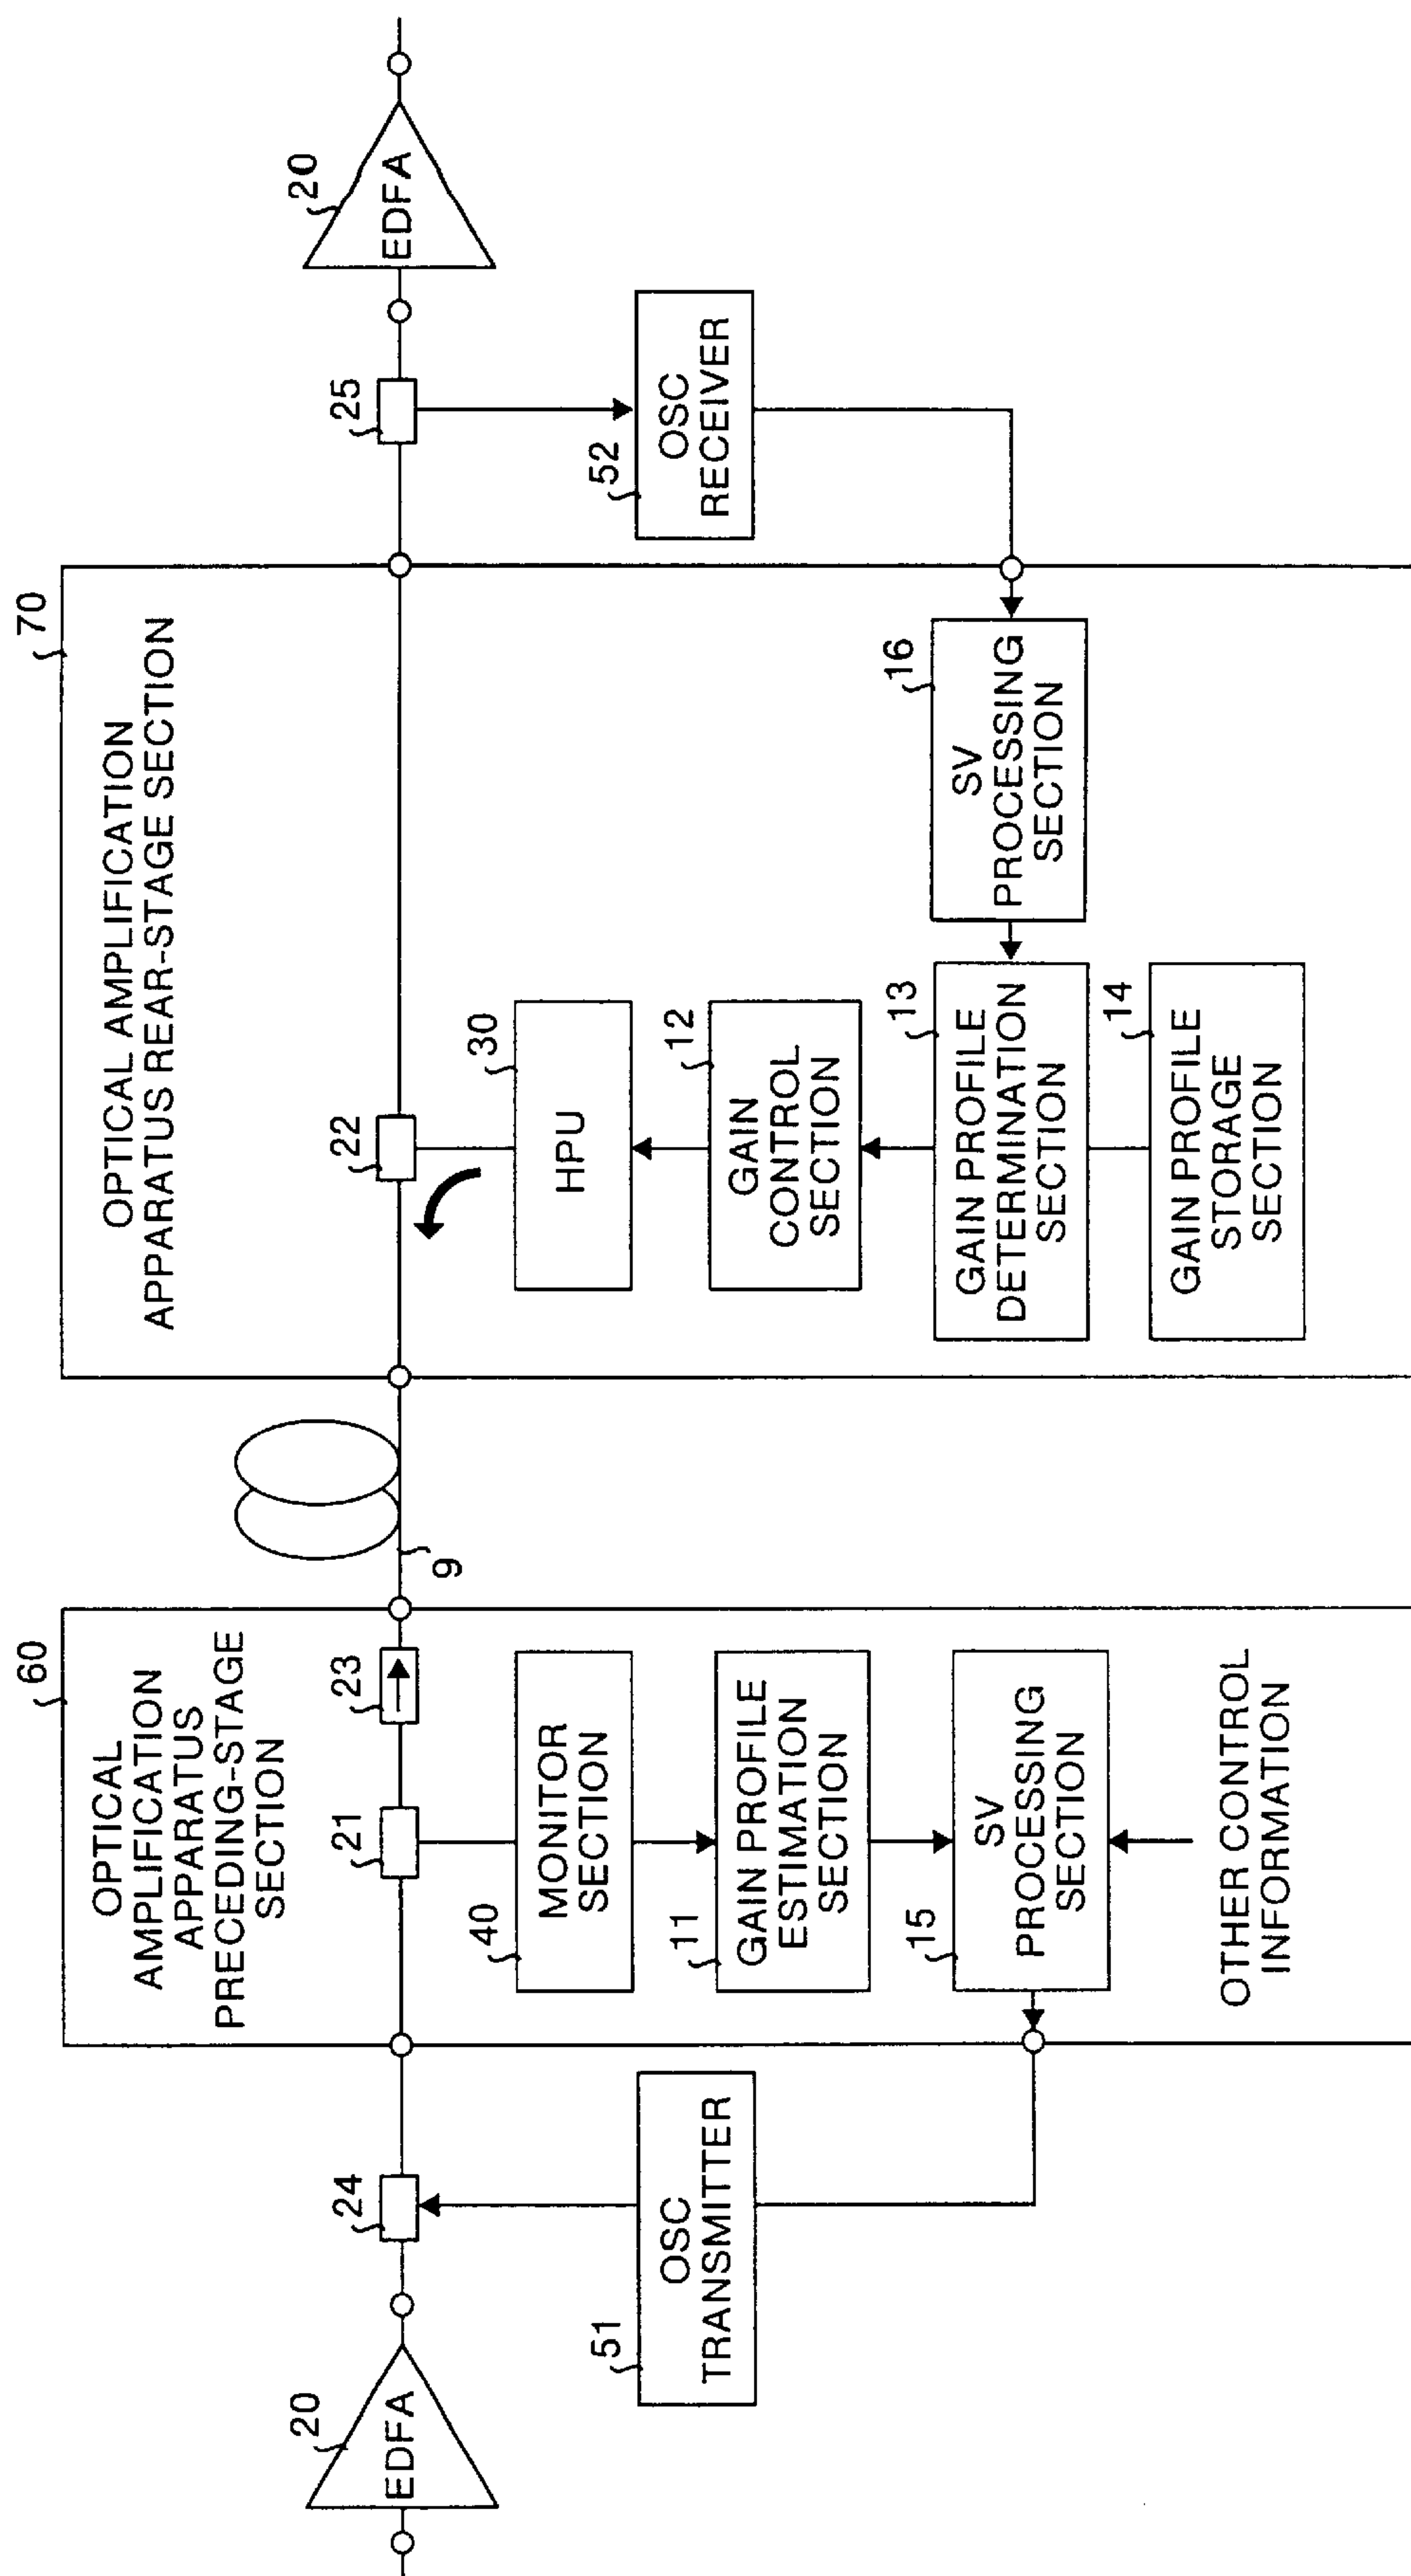 20
EDFA
24
51
OSC
TRANSMITTER
60
OPTICAL
AMPLIFICATION
APPARATUS
PRECEDING-STAGE
SECTION
21
23
40
MONITOR
SECTION
11
GAIN PROFILE
ESTIMATION
SECTION
15
SV
PROCESSING
SECTION
OTHER CONTROL
INFORMATION
9
70
OPTICAL AMPLIFICATION
APPARATUS REAR-STAGE SECTION
22
30
HPU
12
GAIN
CONTROL
SECTION
13
GAIN PROFILE
DETERMINATION
SECTION
14
GAIN PROFILE
STORAGE
SECTION
16
SV
PROCESSING
SECTION
25
52
OSC
RECEIVER
20
EDFA